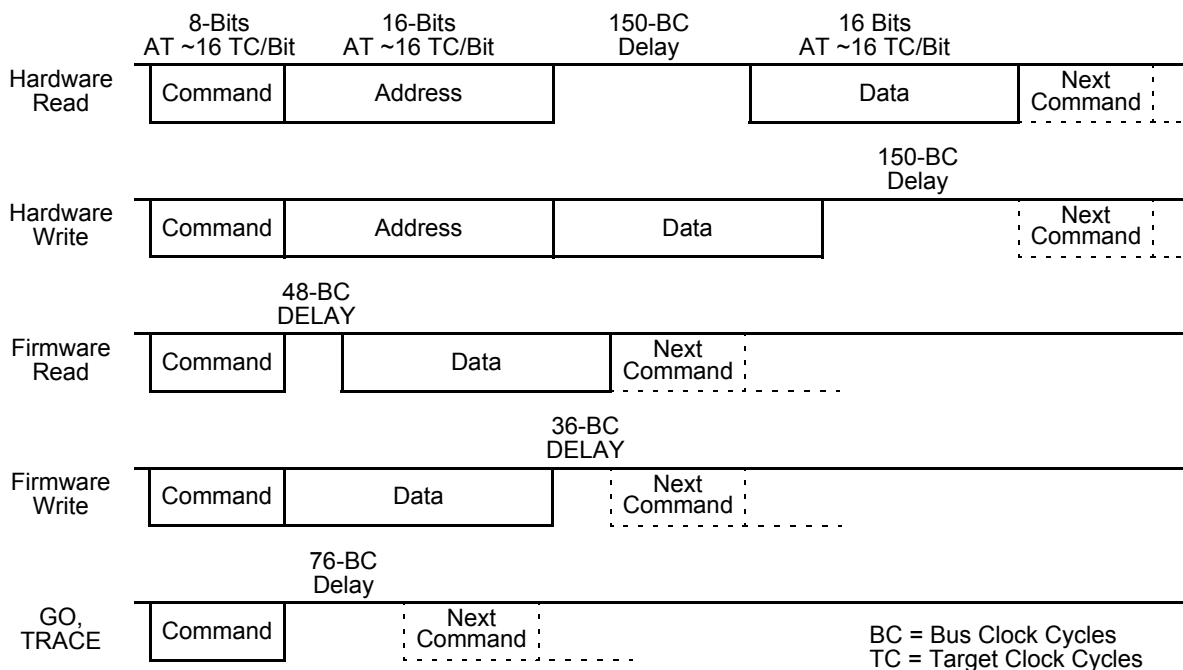 8-Bits 16-Bits 150-BC 16 Bits
AT ~16 TC/Bit AT ~16 TC/Bit Delay AT ~16 TC/Bit
Hardware
Read
Command Address Data Next
Command
150-BC
Delay
Hardware
Write
Command Address Data Next
Command
48-BC
DELAY
Firmware
Read
Command Data Next
Command
36-BC
DELAY
Firmware
Write
Command Data Next
Command
76-BC
Delay
GO,
TRACE
Command Next
Command
BC = Bus Clock Cycles
TC = Target Clock Cycles